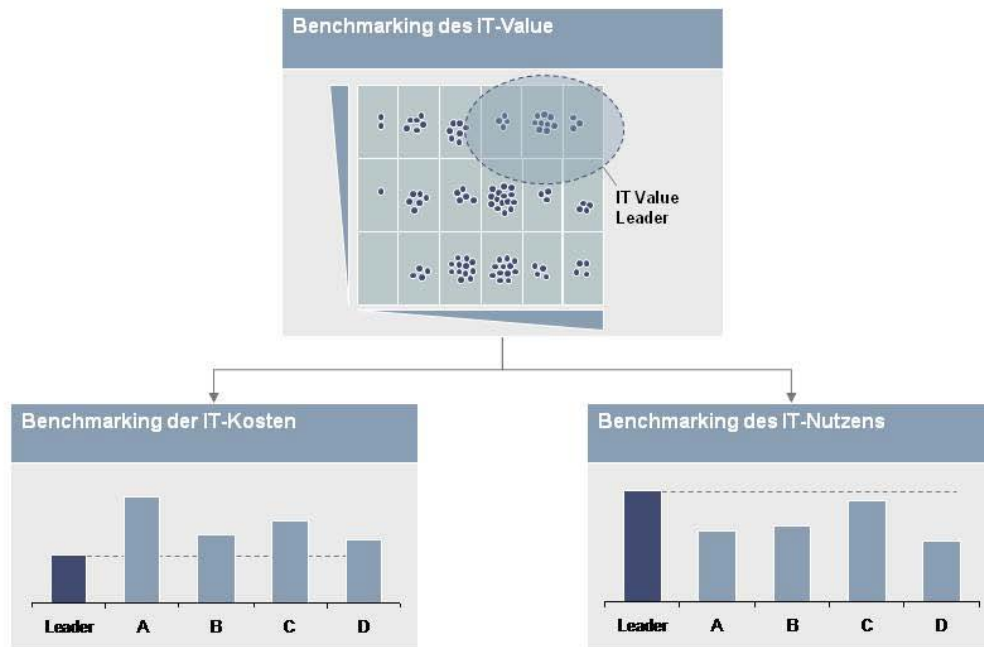 Benchmarking des IT-Value
IT Value
Leader
Benchmarking der IT-Kosten
Leader A B C D
Benchmarking des IT-Nutzens
Leader A B C D